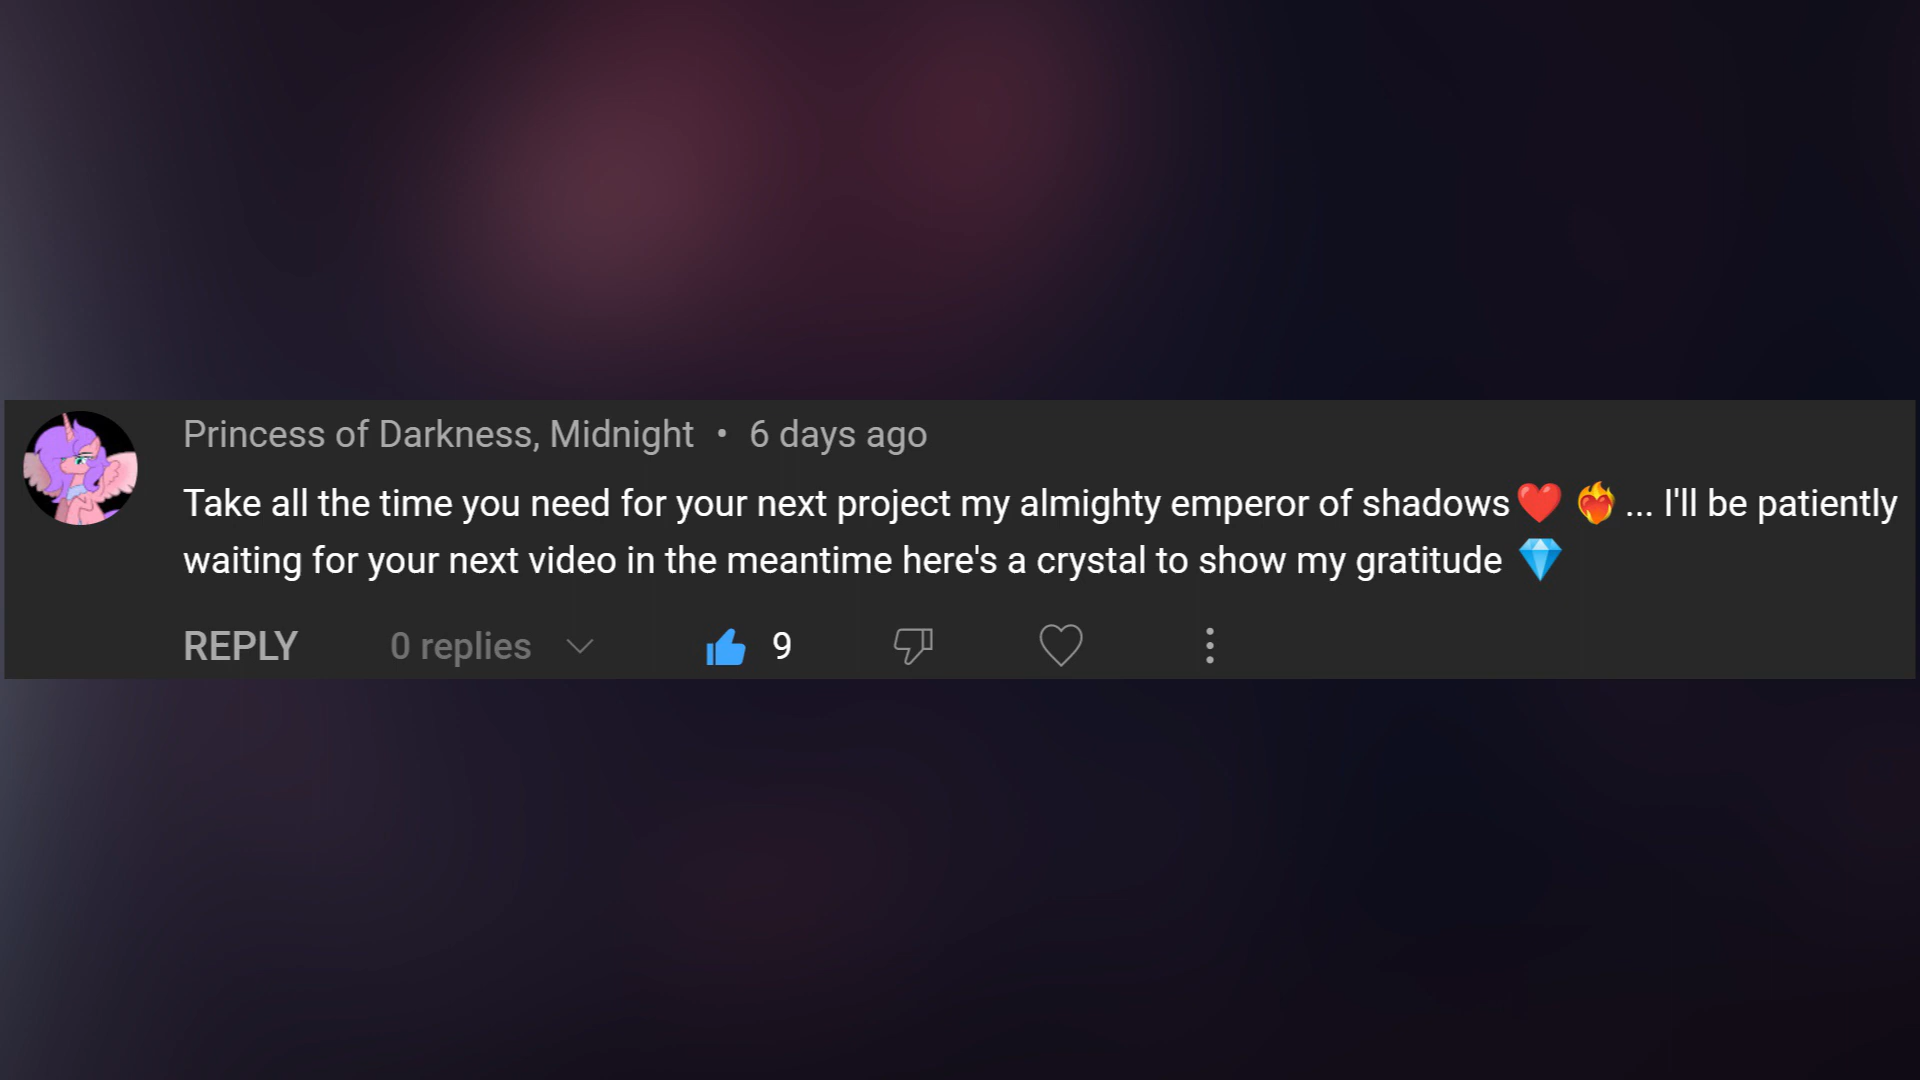 Princess of Darkness, Midnight • 6 days ago
Take all the time you need for your next project my almighty emperor of shadows❤️ ❤️‍🔥 ... I'll be patiently
waiting for your next video in the meantime here's a crystal to show my gratitude 💎
REPLY 0 replies 9